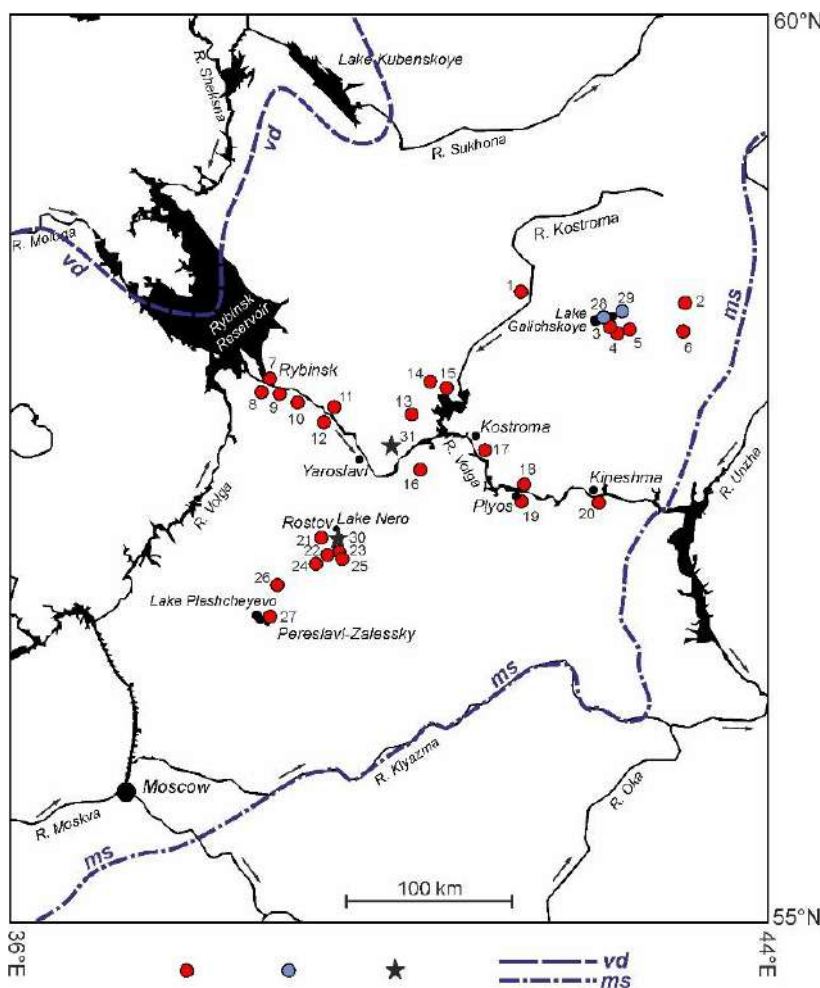 60°N
Lake Kubenskoye
R. Sheksna
vd
R. Sukhona
R. Mologa
vd
R. Kostroma
ms
1
2
28
29
Lake
Galichskoye
3
4
5
6
Rybinsk
Reservoir
7
Rybinsk
8
9
10
11
12
13
14
15
31
Kostroma
17
R. Volga
Yaroslavl
16
18
Kineshma
R. Unzha
Plyos
19
20
R. Volga
Rostov
Lake Nero
21
30
22
23
24
25
26
Lake Pleshcheyevo
27
Pereslavl-Zalessky
ms
R. Klyazma
R. Oka
Moscow
R. Moskva
ms
100 km
55°N
36°E
44°E
vd
ms